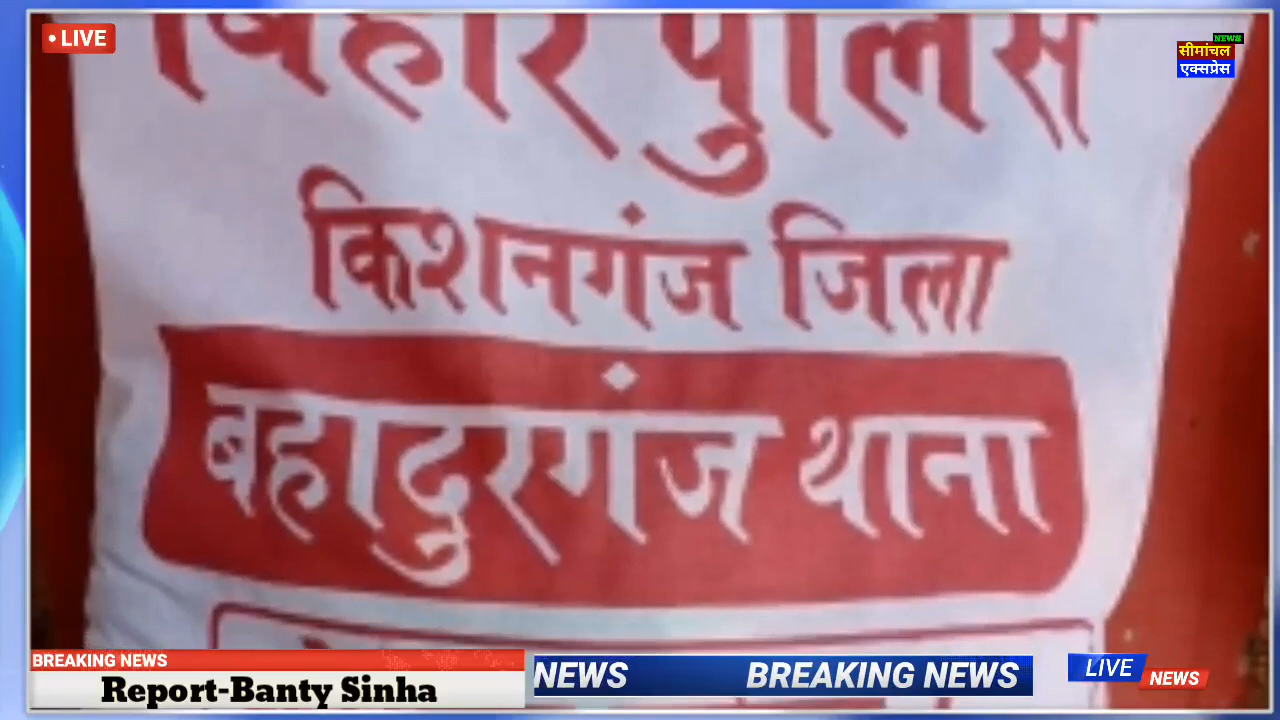 • LIVE
NEWS
सीमांचल
एक्सप्रेस
बिहार पुलिस
किशनगंज जिला
बहादुरगंज थाना
BREAKING NEWS
Report-Banty Sinha
NEWS BREAKING NEWS
LIVE
NEWS